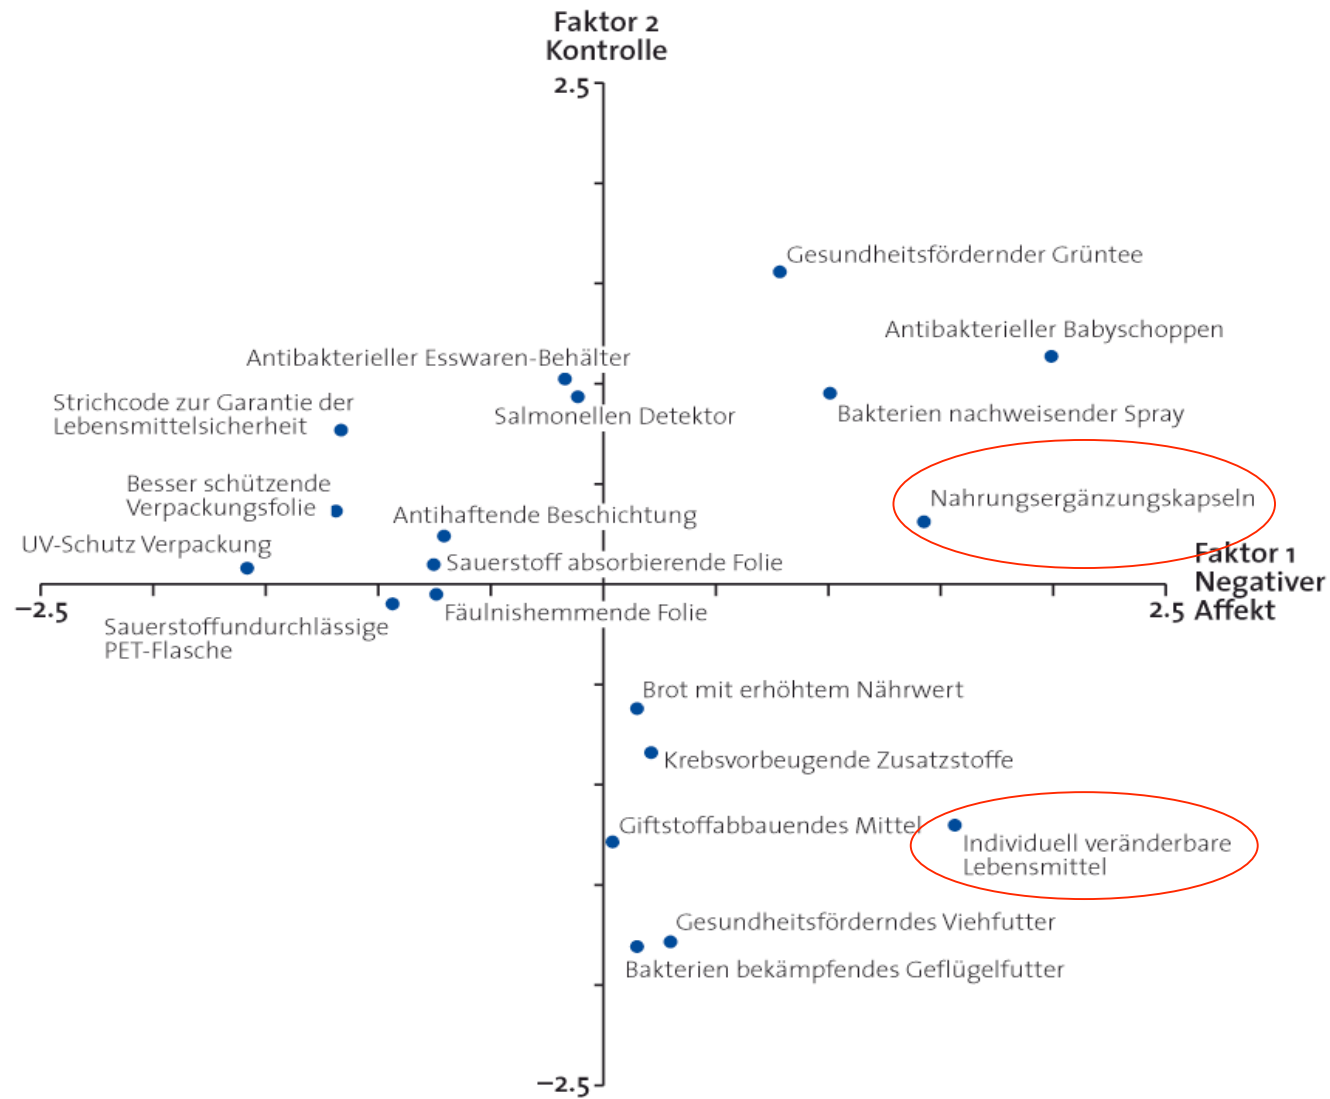 Faktor 2
Kontrolle
2.5
Gesundheitsfördernder Grüntee
Antibakterieller Babyschoppen
Antibakterieller Esswaren-Behälter
Strichcode zur Garantie der
Lebensmittelsicherheit
Salmonellen Detektor
Bakterien nachweisender Spray
Besser schützende
Verpackungsfolie
Nahrungsergänzungskapseln
Antihaftende Beschichtung
UV-Schutz Verpackung
Sauerstoff absorbierende Folie
Faktor 1
Negativer
Affekt
−2.5
2.5
Fäulnishemmende Folie
Sauerstoffundurchlässige
PET-Flasche
Brot mit erhöhtem Nährwert
Krebsvorbeugende Zusatzstoffe
Giftstoffabbauendes Mittel
Individuell veränderbare
Lebensmittel
Gesundheitsförderndes Viehfutter
Bakterien bekämpfendes Geflügelfutter
−2.5